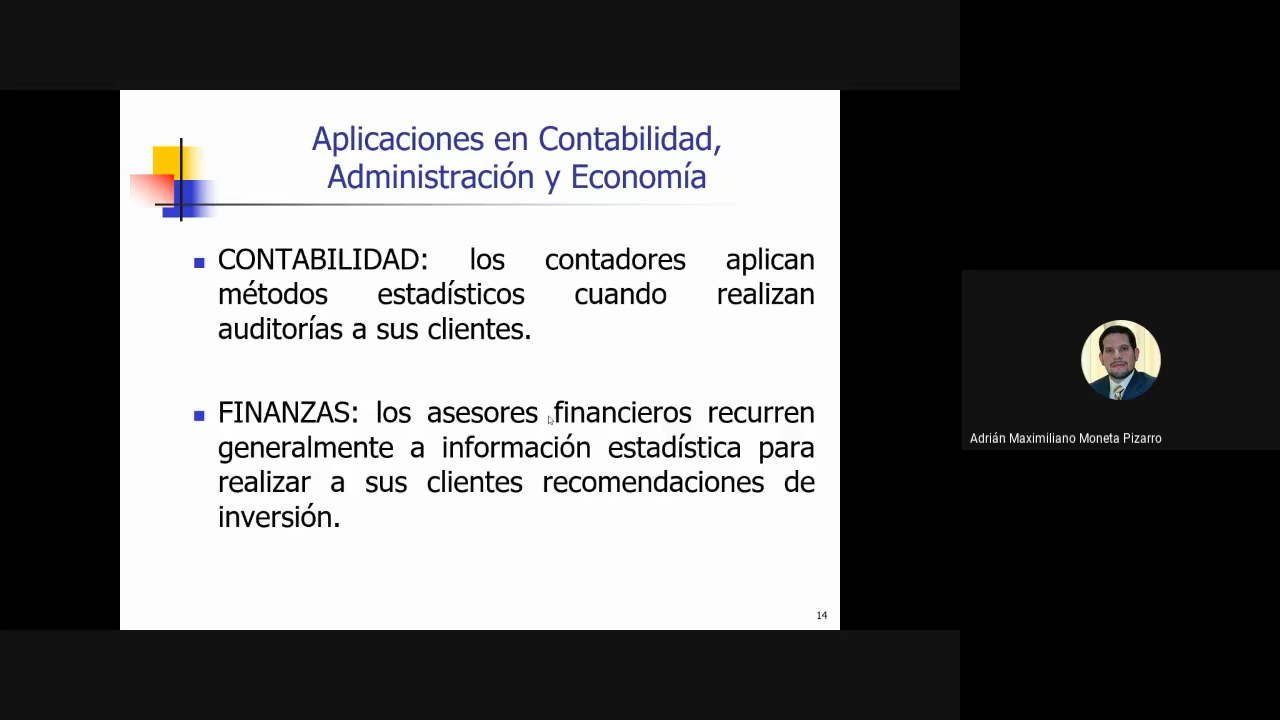 Aplicaciones en Contabilidad,
Administración y Economía
CONTABILIDAD: los contadores aplican
métodos estadísticos cuando realizan
auditorías a sus clientes.
FINANZAS: los asesores financieros recurren
generalmente a información estadística para
realizar a sus clientes recomendaciones de
inversión.
14
Adrián Maximiliano Moneta Pizarro